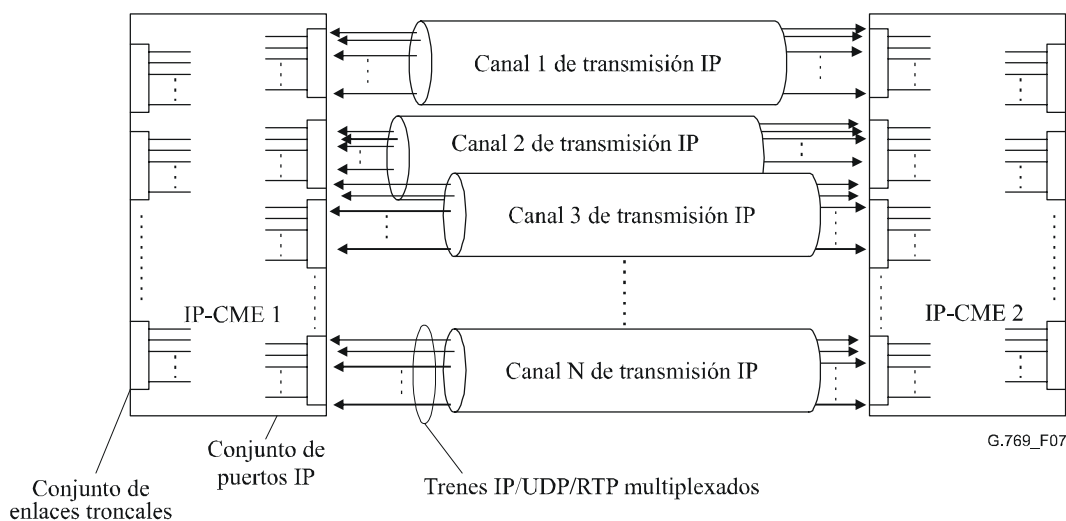 Canal 1 de transmisión IP
Canal 2 de transmisión IP
Canal 3 de transmisión IP
IP-CME 1
IP-CME 2
Canal N de transmisión IP
G.769_F07
Conjunto de
puertos IP
Conjunto de
enlaces troncales
Trenes IP/UDP/RTP multiplexados